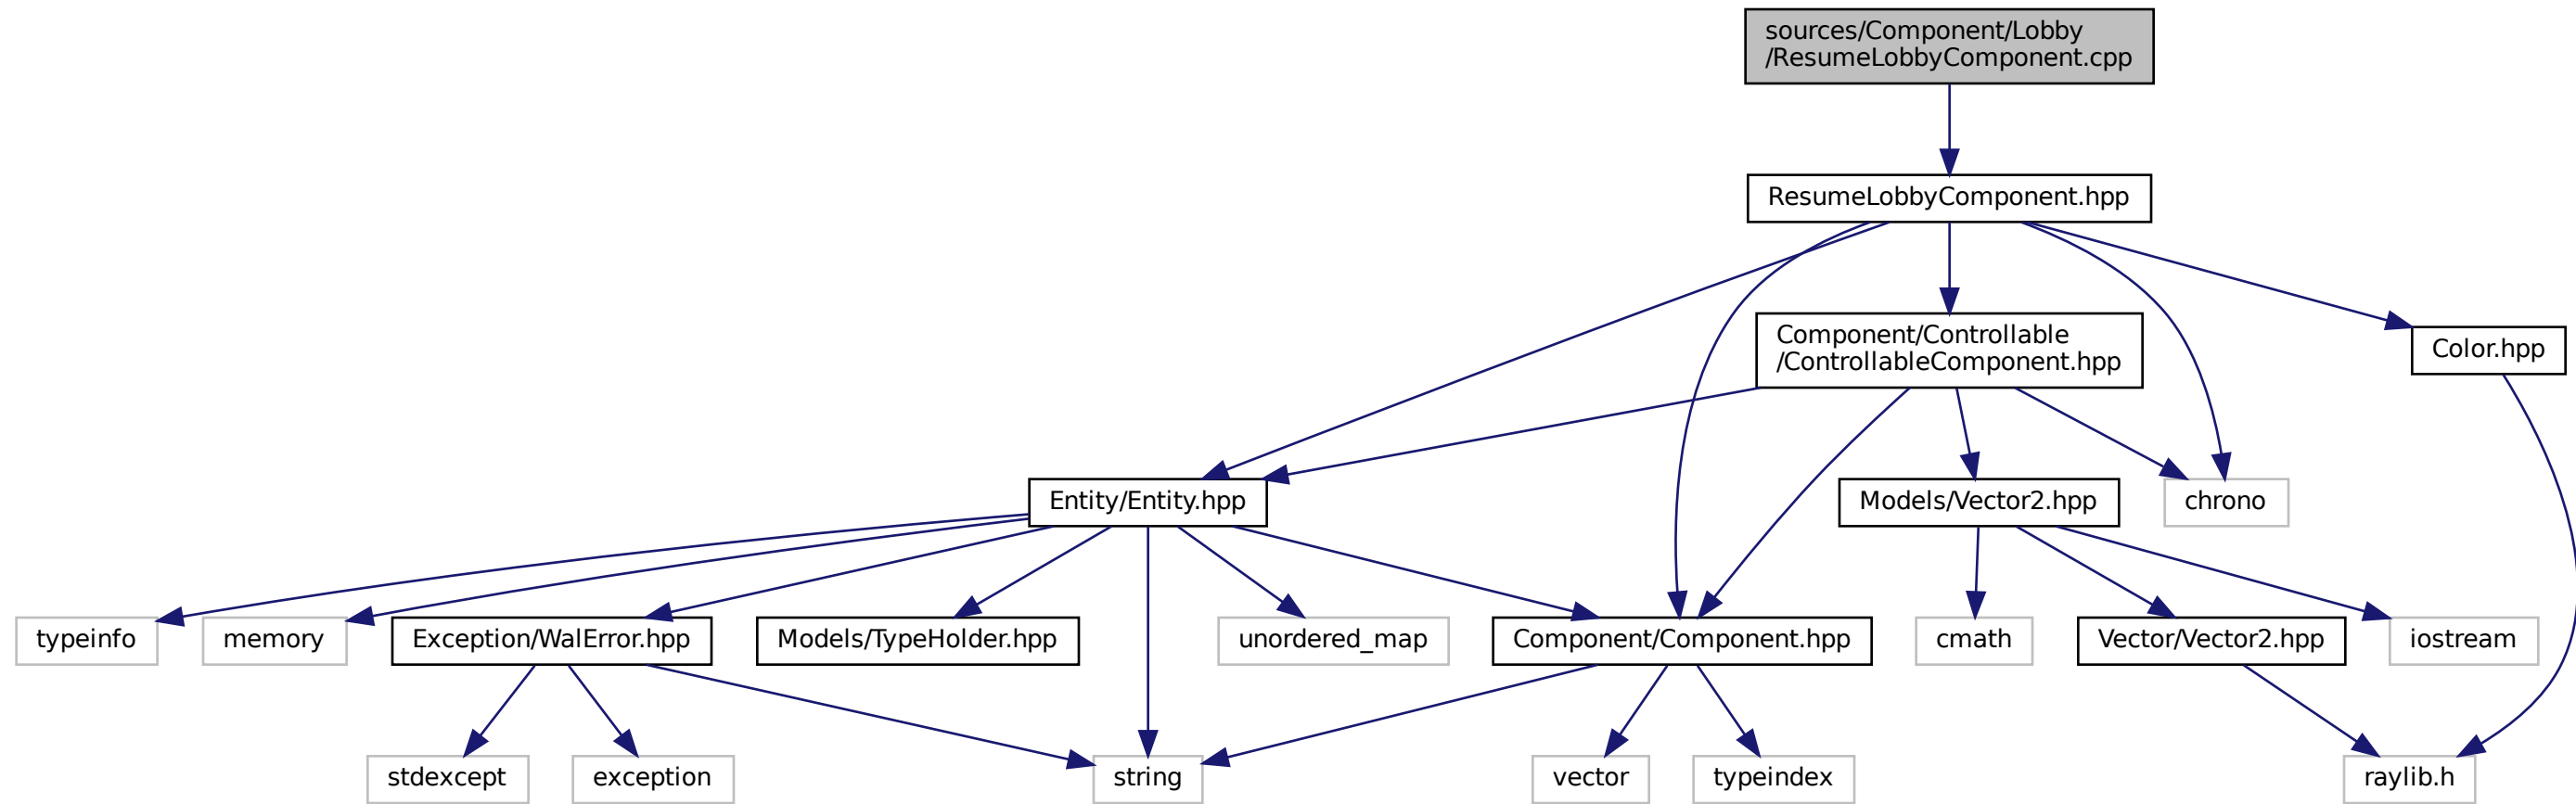 sources/Component/Lobby
/ResumeLobbyComponent.cpp
ResumeLobbyComponent.hpp
Component/Controllable
/ControllableComponent.hpp
Color.hpp
Entity/Entity.hpp
Models/Vector2.hpp
chrono
typeinfo
memory
Exception/WalError.hpp
Models/TypeHolder.hpp
unordered_map
Component/Component.hpp
cmath
Vector/Vector2.hpp
iostream
stdexcept
exception
string
vector
typeindex
raylib.h